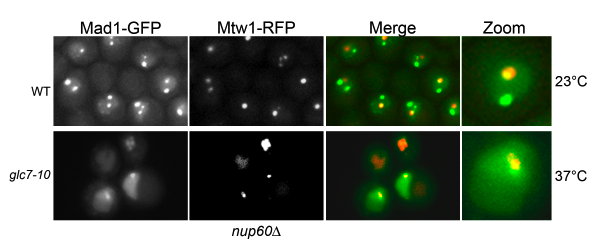 Mad1-GFP Mtw1-RFP Merge Zoom
WT 23°C
glc7-10 37°C
nup60Δ